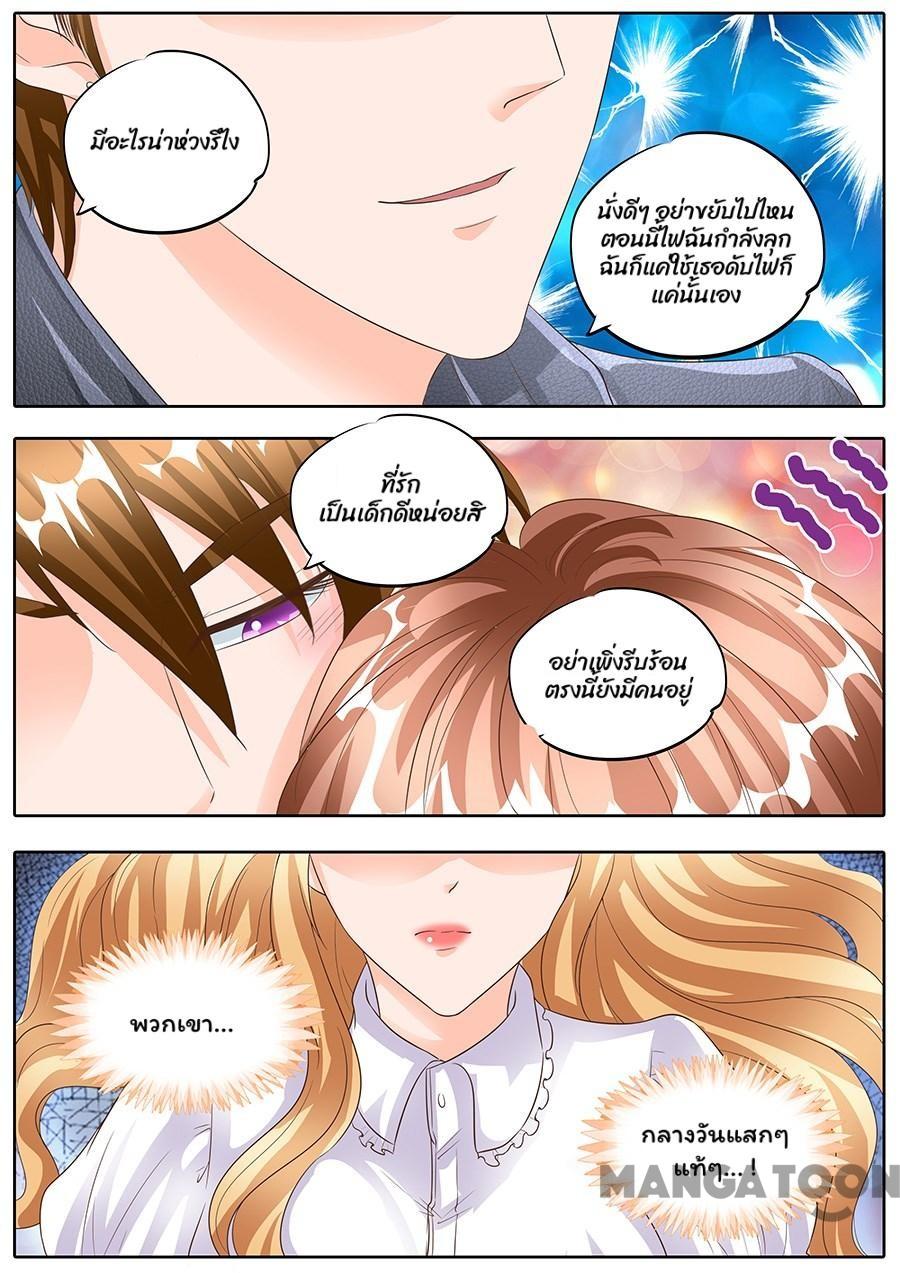 มีอะไรน่าห่วงรึไง
นั่งดีๆ อย่าขยับไปไหน
ตอนนี้ไฟฉันกำลังลุก
ฉันก็แค่ใช้เธอดับไฟก็
แค่นั้นเอง
ที่รัก
เป็นเด็กดีหน่อยสิ
อย่าเพิ่งรีบร้อน
ตรงนี้ยังมีคนอยู่
พวกเขา...
กลางวันแสกๆ
แท้ๆ...!
MANGATOON